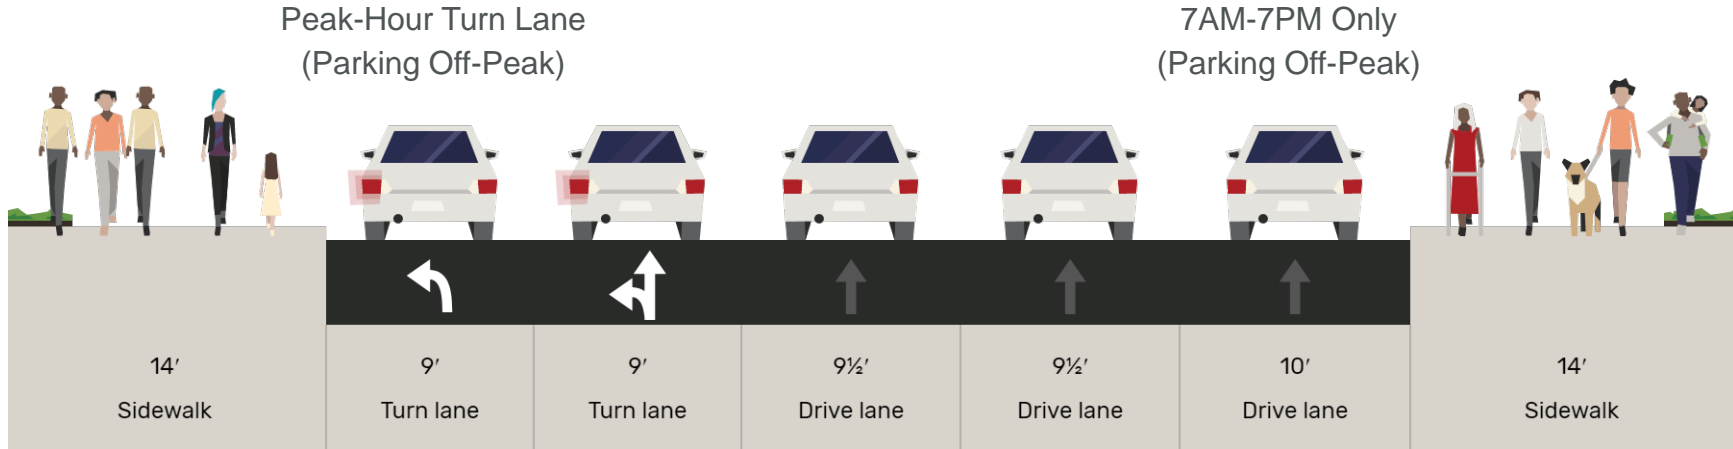 Peak-Hour Turn Lane
(Parking Off-Peak)
7AM-7PM Only
(Parking Off-Peak)
14′
Sidewalk
9′
Turn lane
9′
Turn lane
9½′
Drive lane
9½′
Drive lane
10′
Drive lane
14′
Sidewalk